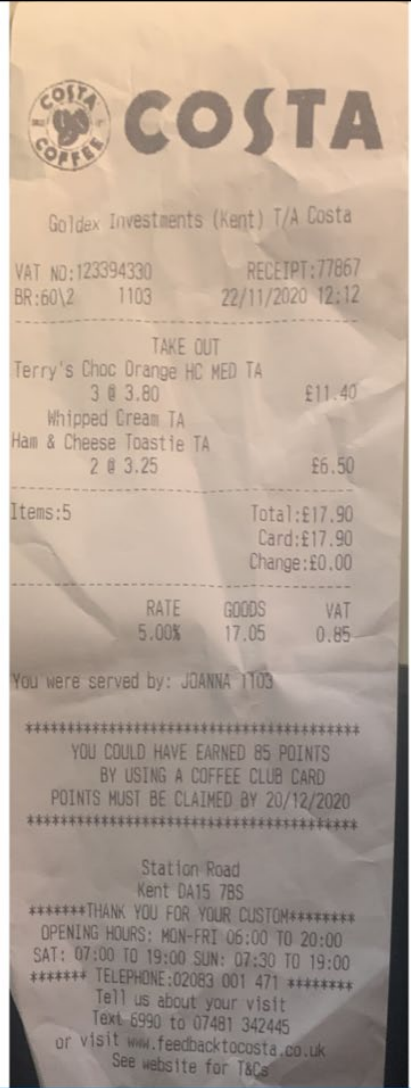 COSTA COFFEE
COSTA
Goldex Investments (Kent) T/A Costa
VAT NO:123394330 RECEIPT:77867
BR:60\2 1103 22/11/2020 12:12
TAKE OUT
Terry's Choc Orange HC MED TA
3 @ 3.80 £11.40
Whipped Cream TA
Ham & Cheese Toastie TA
2 @ 3.25 £6.50
Items:5 Total:£17.90
Card:£17.90
Change:£0.00
RATE GOODS VAT
5.00% 17.05 0.85
You were served by: JOANNA 1103
****************************************
YOU COULD HAVE EARNED 85 POINTS
BY USING A COFFEE CLUB CARD
POINTS MUST BE CLAIMED BY 20/12/2020
****************************************
Station Road
Kent DA15 7BS
*******THANK YOU FOR YOUR CUSTOM********
OPENING HOURS: MON-FRI 06:00 TO 20:00
SAT: 07:00 TO 19:00 SUN: 07:30 TO 19:00
******* TELEPHONE:02083 001 471 ********
Tell us about your visit
Text 6990 to 07481 342445
or visit www.feedbacktocosta.co.uk
See website for T&Cs